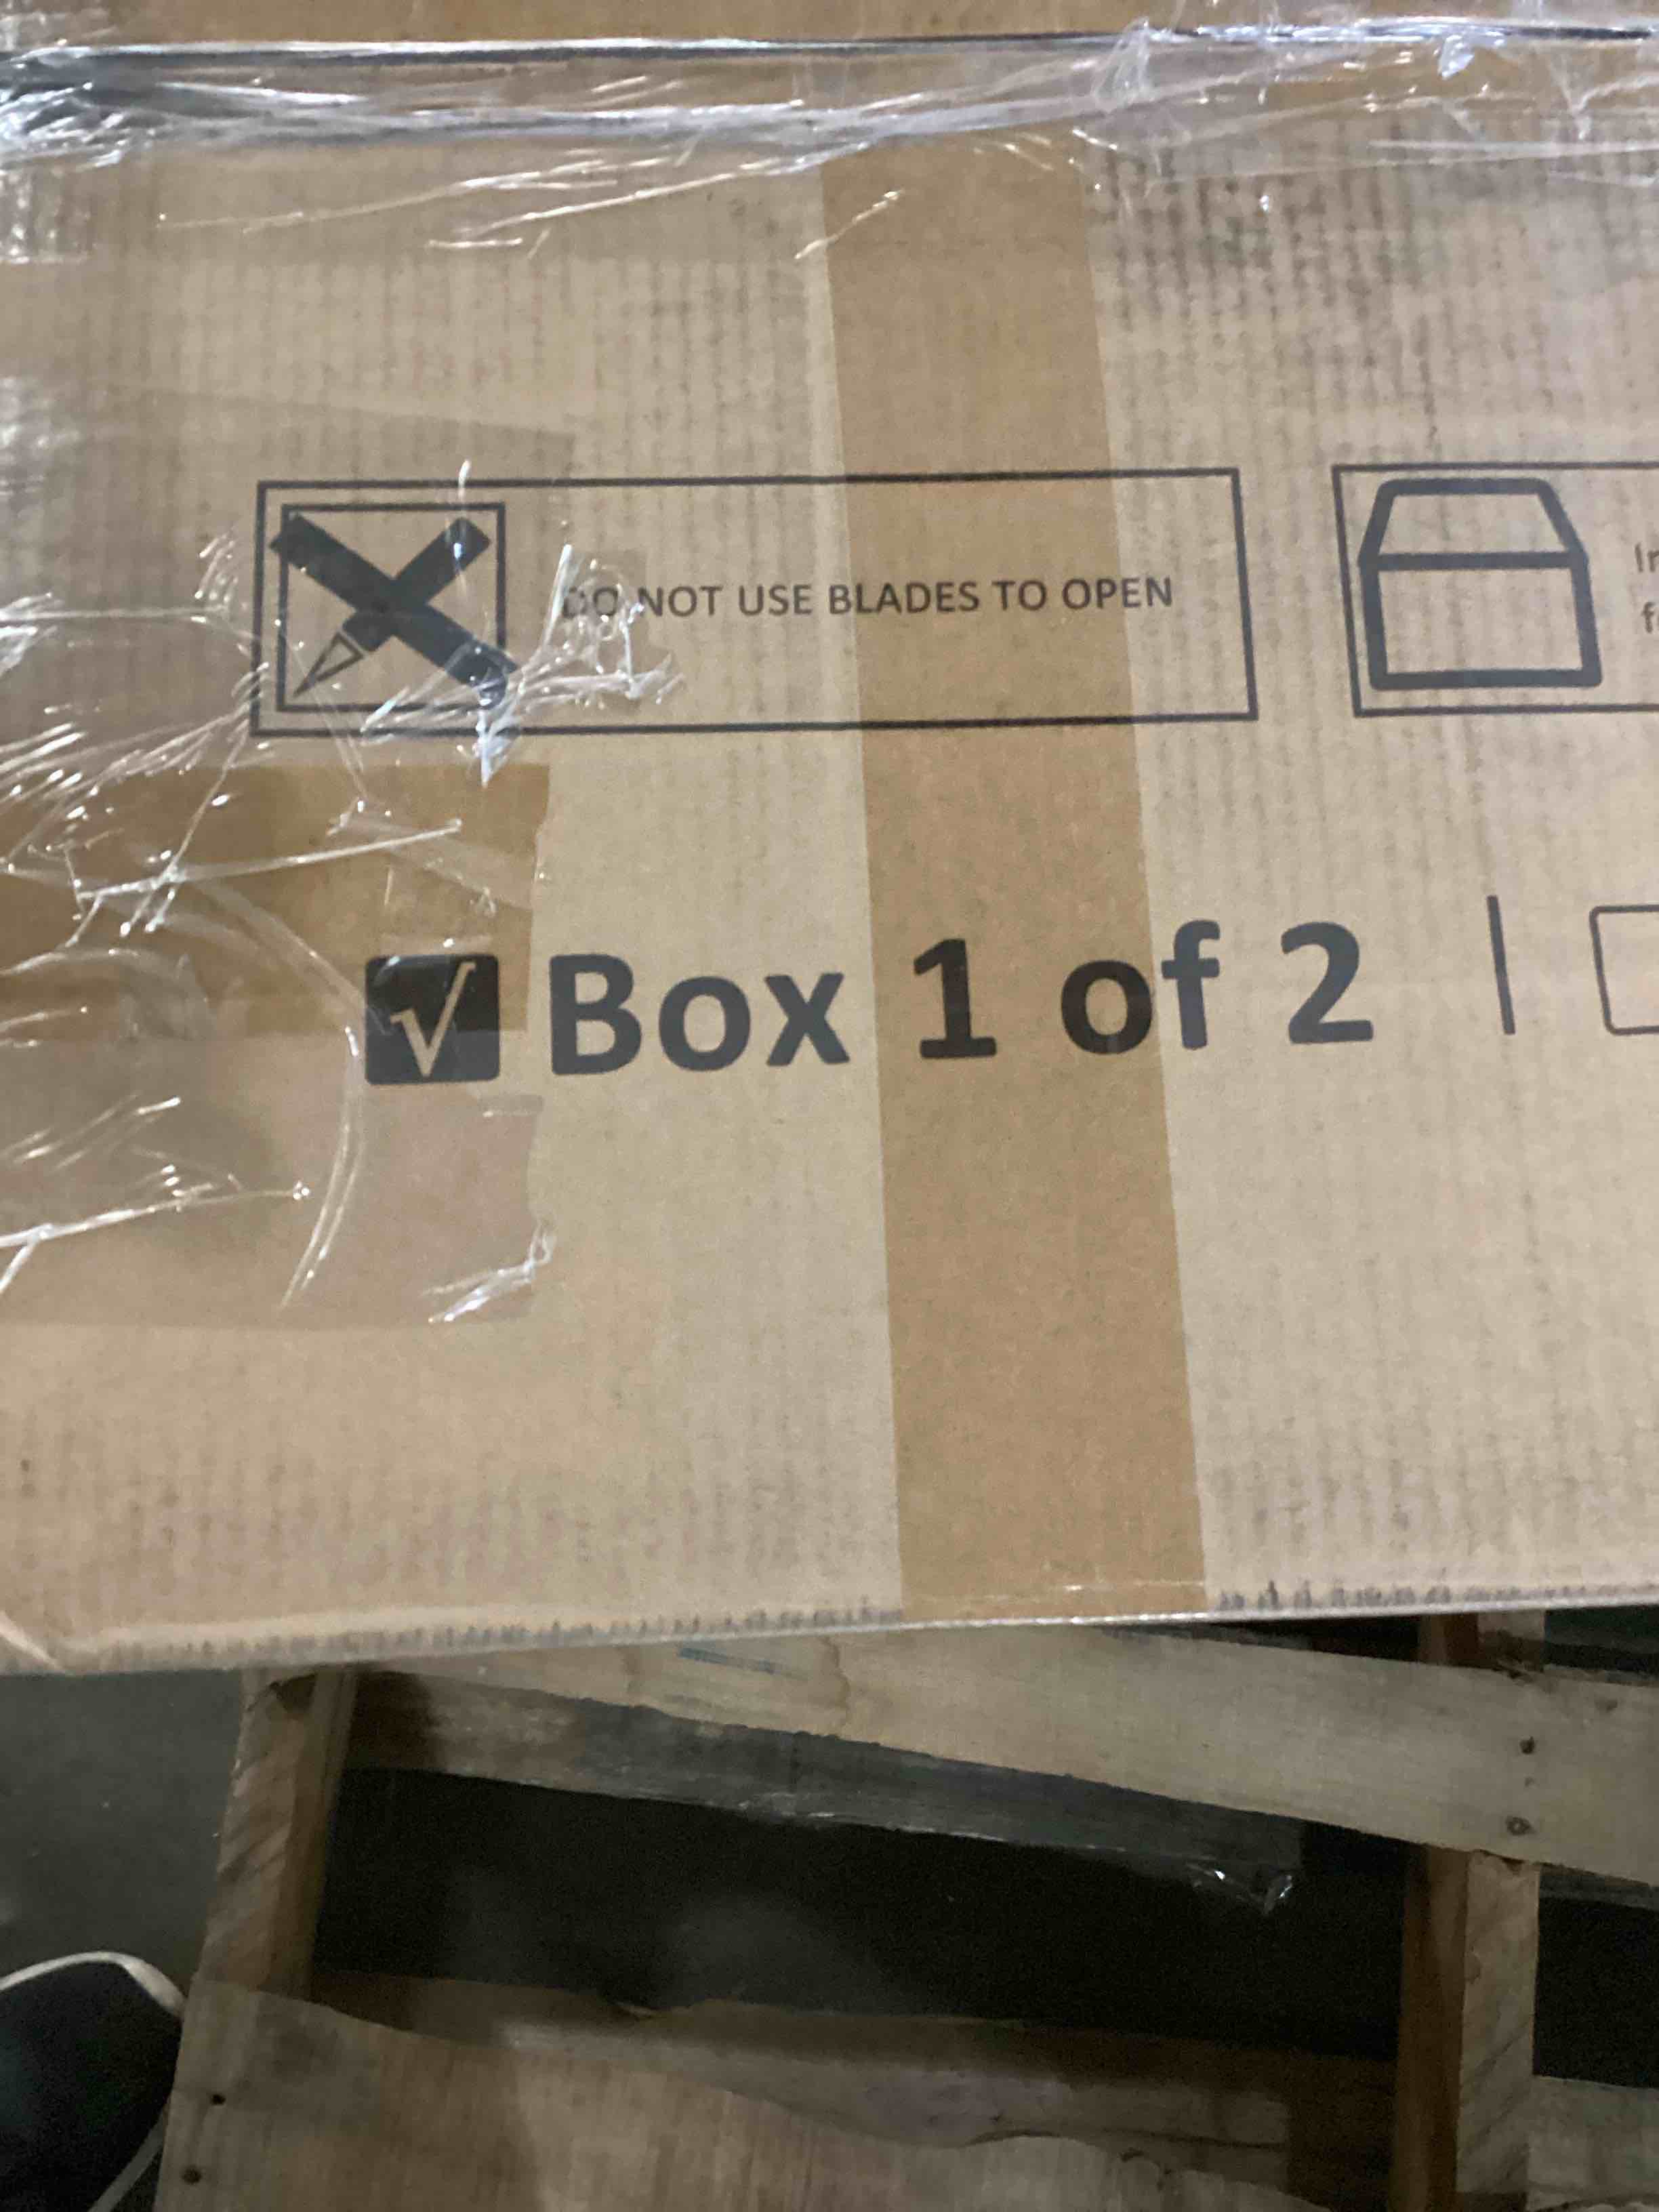 DO NOT USE BLADES TO OPEN
√ Box 1 of 2 |